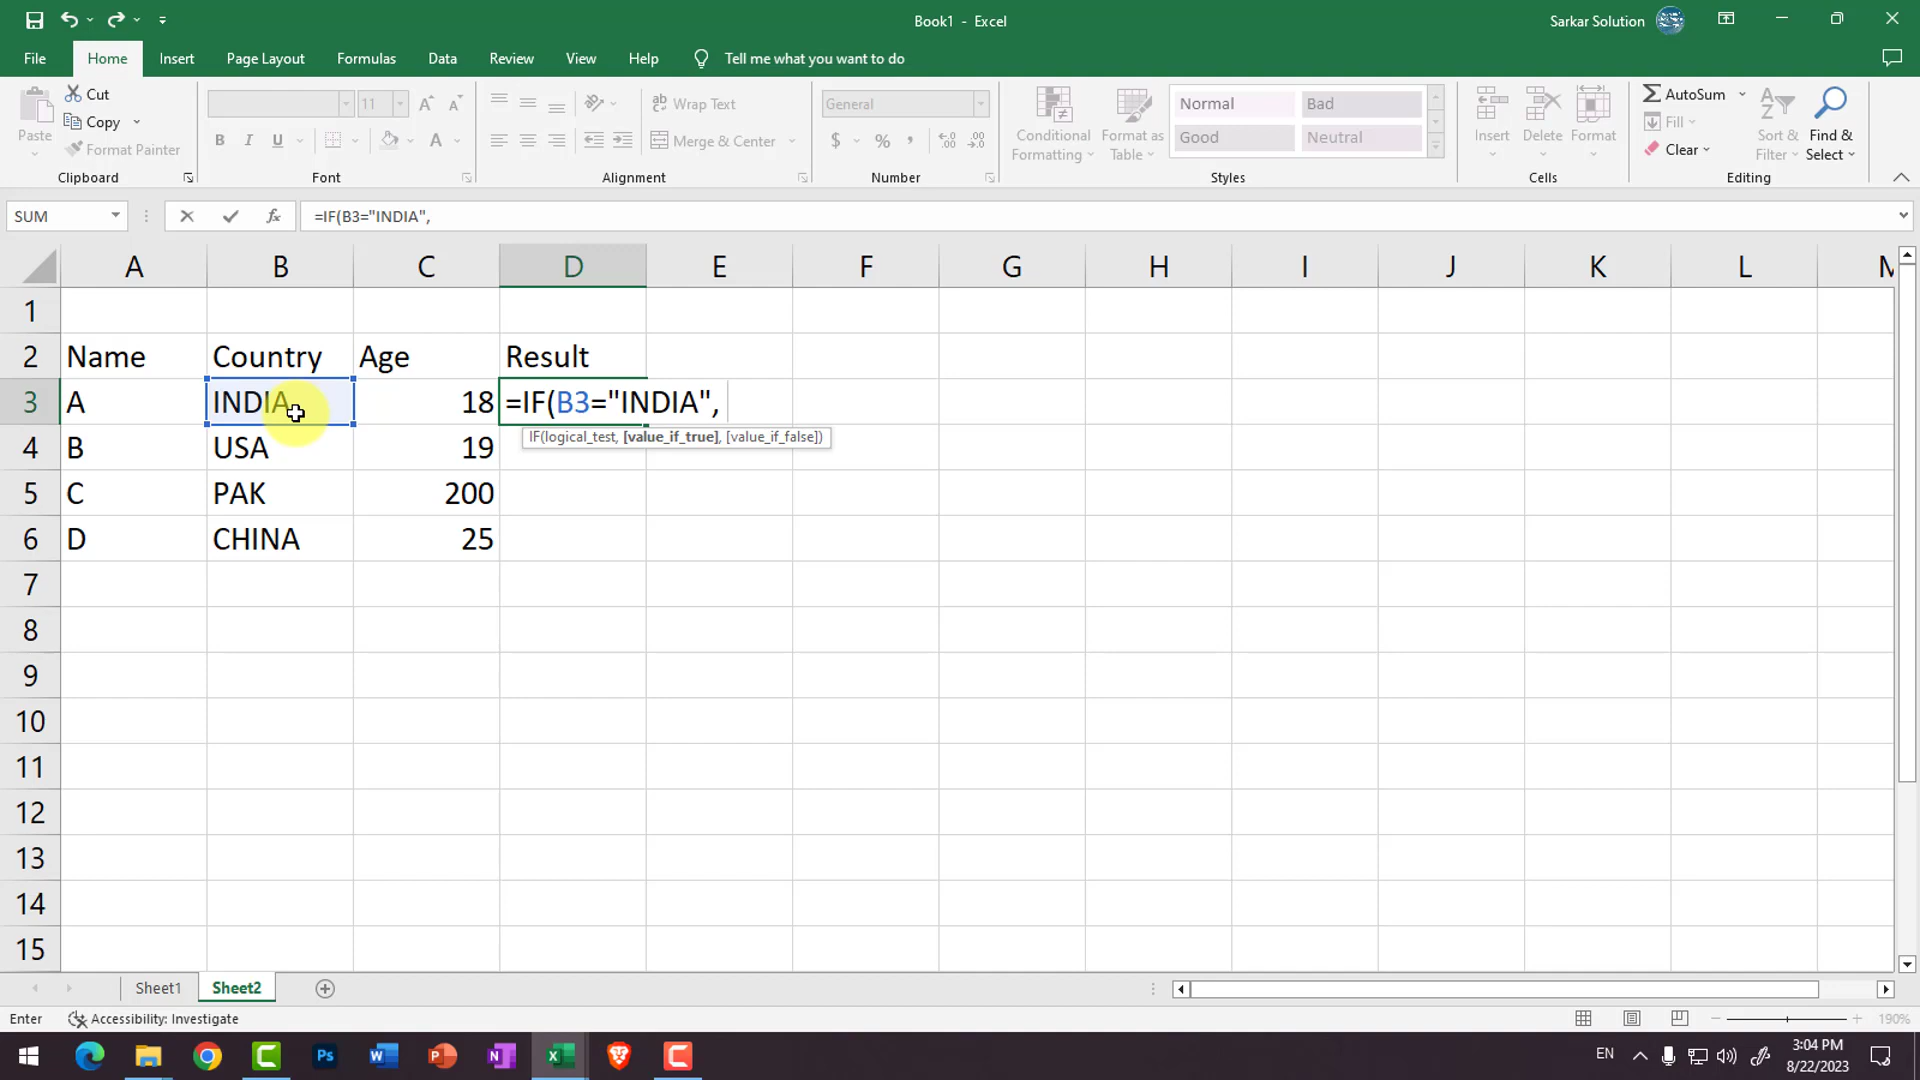 Book1 - Excel
Sarkar Solution
File Home Insert Page Layout Formulas Data Review View Help Tell me what you want to do
Paste
Cut
Copy
Format Painter
Clipboard
11
B I U A
Font
Wrap Text
Merge & Center
Alignment
General
$ % ,
Number
Conditional Formatting
Format as Table
Normal Bad
Good Neutral
Styles
Insert Delete Format
Cells
AutoSum
Fill
Clear
Sort & Filter
Find & Select
Editing
SUM fx =IF(B3="INDIA",
A B C D E F G H I J K L M
1
2 Name Country Age Result
3 A INDIA 18 =IF(B3="INDIA",
IF(logical_test, [value_if_true], [value_if_false])
4 B USA 19
5 C PAK 200
6 D CHINA 25
7
8
9
10
11
12
13
14
15
Sheet1 Sheet2
Enter Accessibility: Investigate 190%
Ps W P N X
EN 3:04 PM
8/22/2023